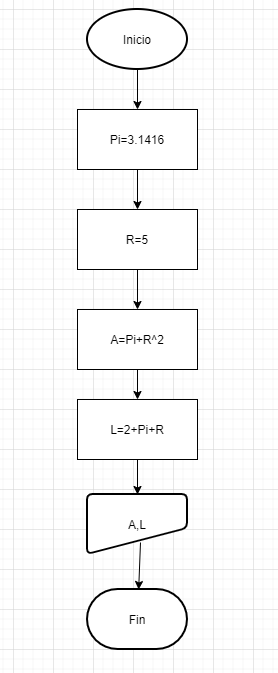 Inicio
Pi=3.1416
R=5
A=Pi+R^2
L=2+Pi+R
A,L
Fin